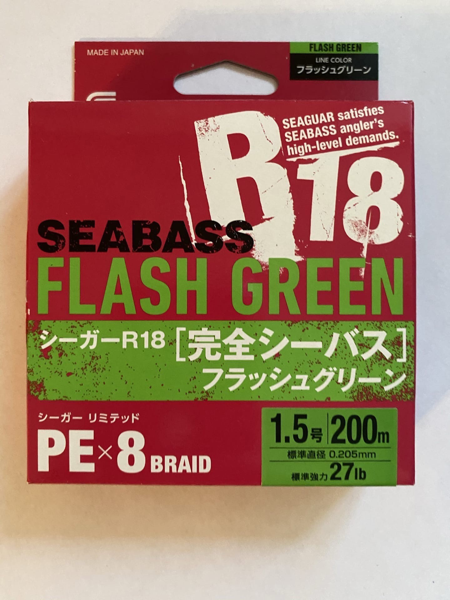 MADE IN JAPAN
FLASH GREEN
LINE COLOR
フラッシュグリーン
R18
SEAGUAR satisfies
SEABASS angler's
high-level demands.
SEABASS
FLASH GREEN
シーガーR18 [完全シーバス]
フラッシュグリーン
シーガー リミテッド
PE×8 BRAID
1.5号 200m
標準直径 0.205mm
標準強力 27lb